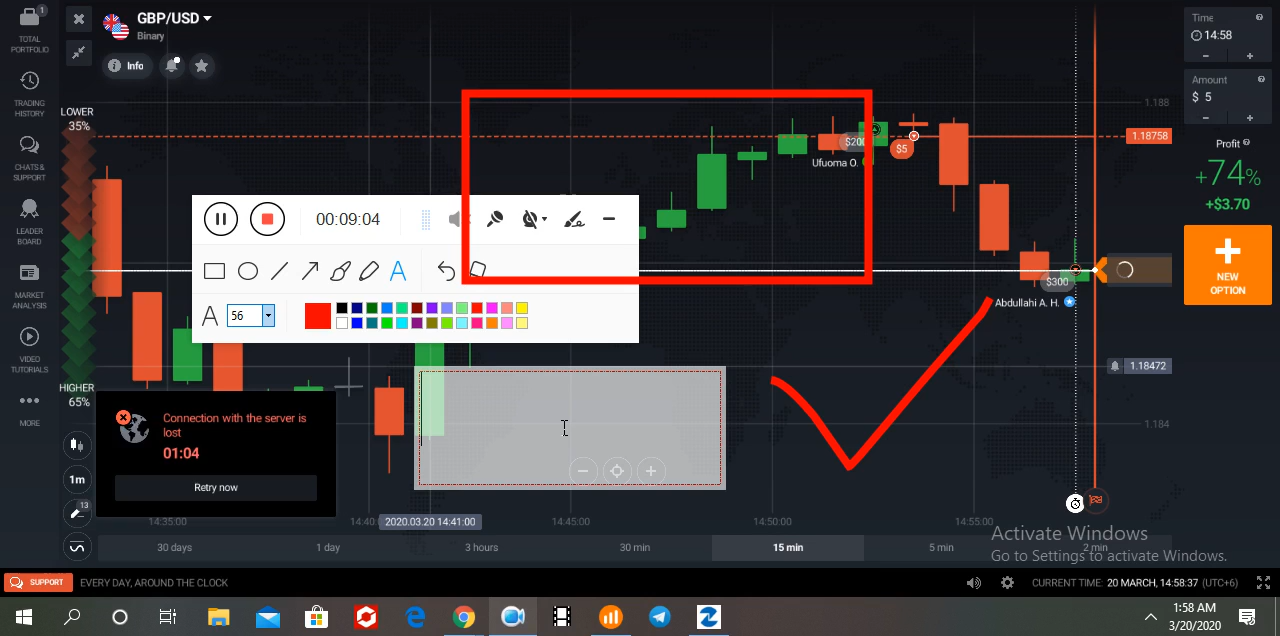 1
TOTAL
PORTFOLIO
TRADING
HISTORY
CHATS &
SUPPORT
LEADER
BOARD
MARKET
ANALYSIS
VIDEO
TUTORIALS
MORE
GBP/USD
Binary
Info
LOWER
35%
HIGHER
65%
1m
13
00:09:04
A
A
56
Connection with the server is
lost
01:04
Retry now
$200
Ufuoma O.
$5
$300
Abdullahi A. H.
1.188
1.18758
1.18472
1.184
14:35:00
14:40:
2020.03.20 14:41:00
14:45:00
14:50:00
14:55:00
30 days
1 day
3 hours
30 min
15 min
5 min
2 min
Time
14:58
Amount
$ 5
Profit
+74%
+$3.70
NEW
OPTION
Activate Windows
Go to Settings to activate Windows.
SUPPORT
EVERY DAY, AROUND THE CLOCK
CURRENT TIME: 20 MARCH, 14:58:37 (UTC+6)
1:58 AM
3/20/2020